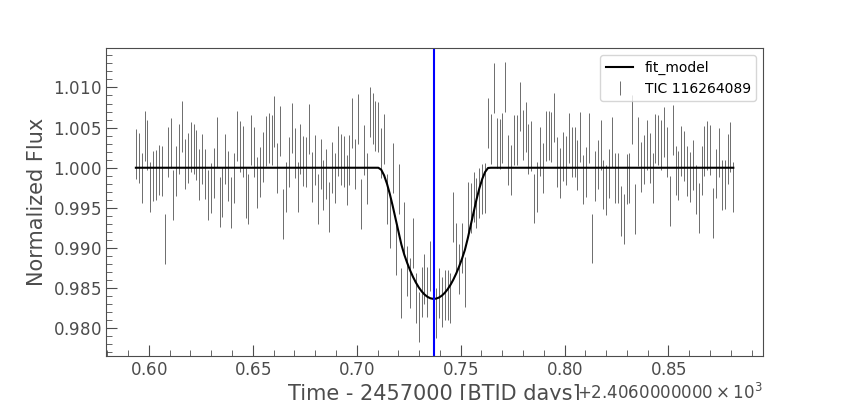 fit_model
TIC 116264089
1.010
1.005
1.000
0.995
0.990
0.985
0.980
Normalized Flux
0.60 0.65 0.70 0.75 0.80 0.85
Time - 2457000 [BTJD days]
+2.4060000000 × 10³